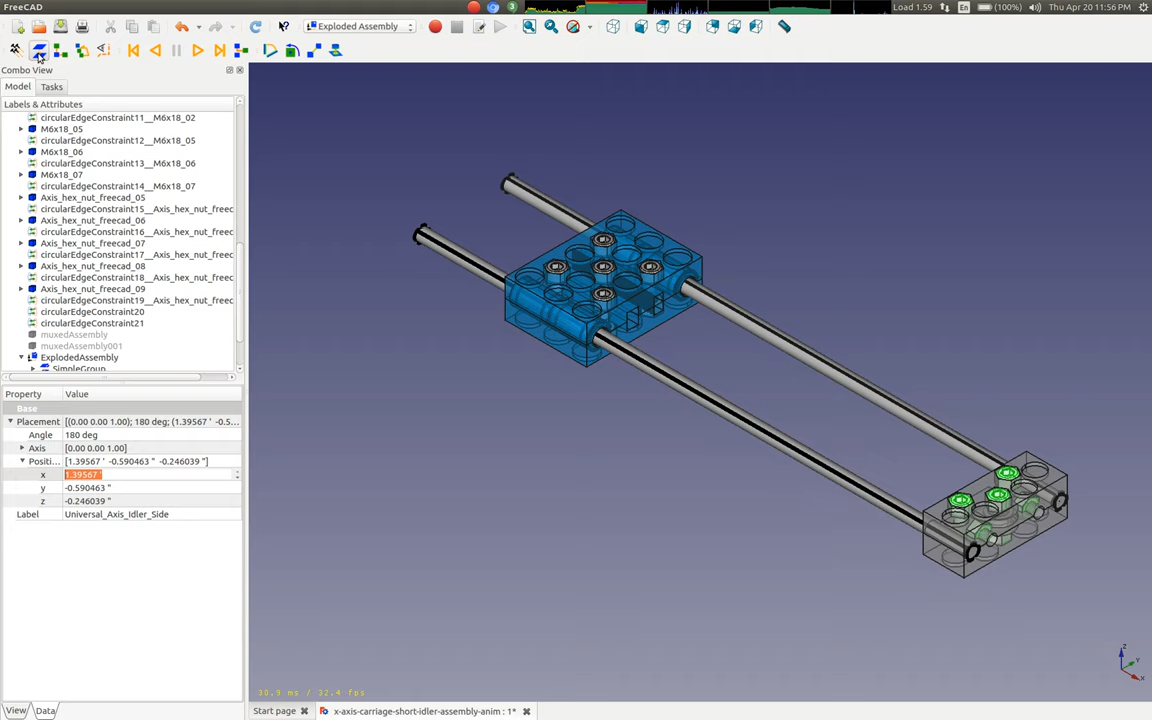 FreeCAD
3
Load 1.59
En
(100%)
Thu Apr 20 11:56 PM
Exploded Assembly
Combo View
Model
Tasks
Labels & Attributes
circularEdgeConstraint11__M6x18_02
M6x18_05
circularEdgeConstraint12__M6x18_05
M6x18_06
circularEdgeConstraint13__M6x18_06
M6x18_07
circularEdgeConstraint14__M6x18_07
Axis_hex_nut_freecad_05
circularEdgeConstraint15__Axis_hex_nut_freec
Axis_hex_nut_freecad_06
circularEdgeConstraint16__Axis_hex_nut_freec
Axis_hex_nut_freecad_07
circularEdgeConstraint17__Axis_hex_nut_freec
Axis_hex_nut_freecad_08
circularEdgeConstraint18__Axis_hex_nut_freec
Axis_hex_nut_freecad_09
circularEdgeConstraint19__Axis_hex_nut_freec
circularEdgeConstraint20
circularEdgeConstraint21
muxedAssembly
muxedAssembly001
ExplodedAssembly
SimpleGroup
Property Value
Base
Placement [(0.00 0.00 1.00); 180 deg; (1.39567 ' -0.5...
Angle 180 deg
Axis [0.00 0.00 1.00]
Positi... [1.39567 ' -0.590463 " -0.246039 "]
x 1.39567 '
y -0.590463 "
z -0.246039 "
Label Universal_Axis_Idler_Side
30.9 ms / 32.4 fps
Z
Y
X
View
Data
Start page
x-axis-carriage-short-idler-assembly-anim : 1*